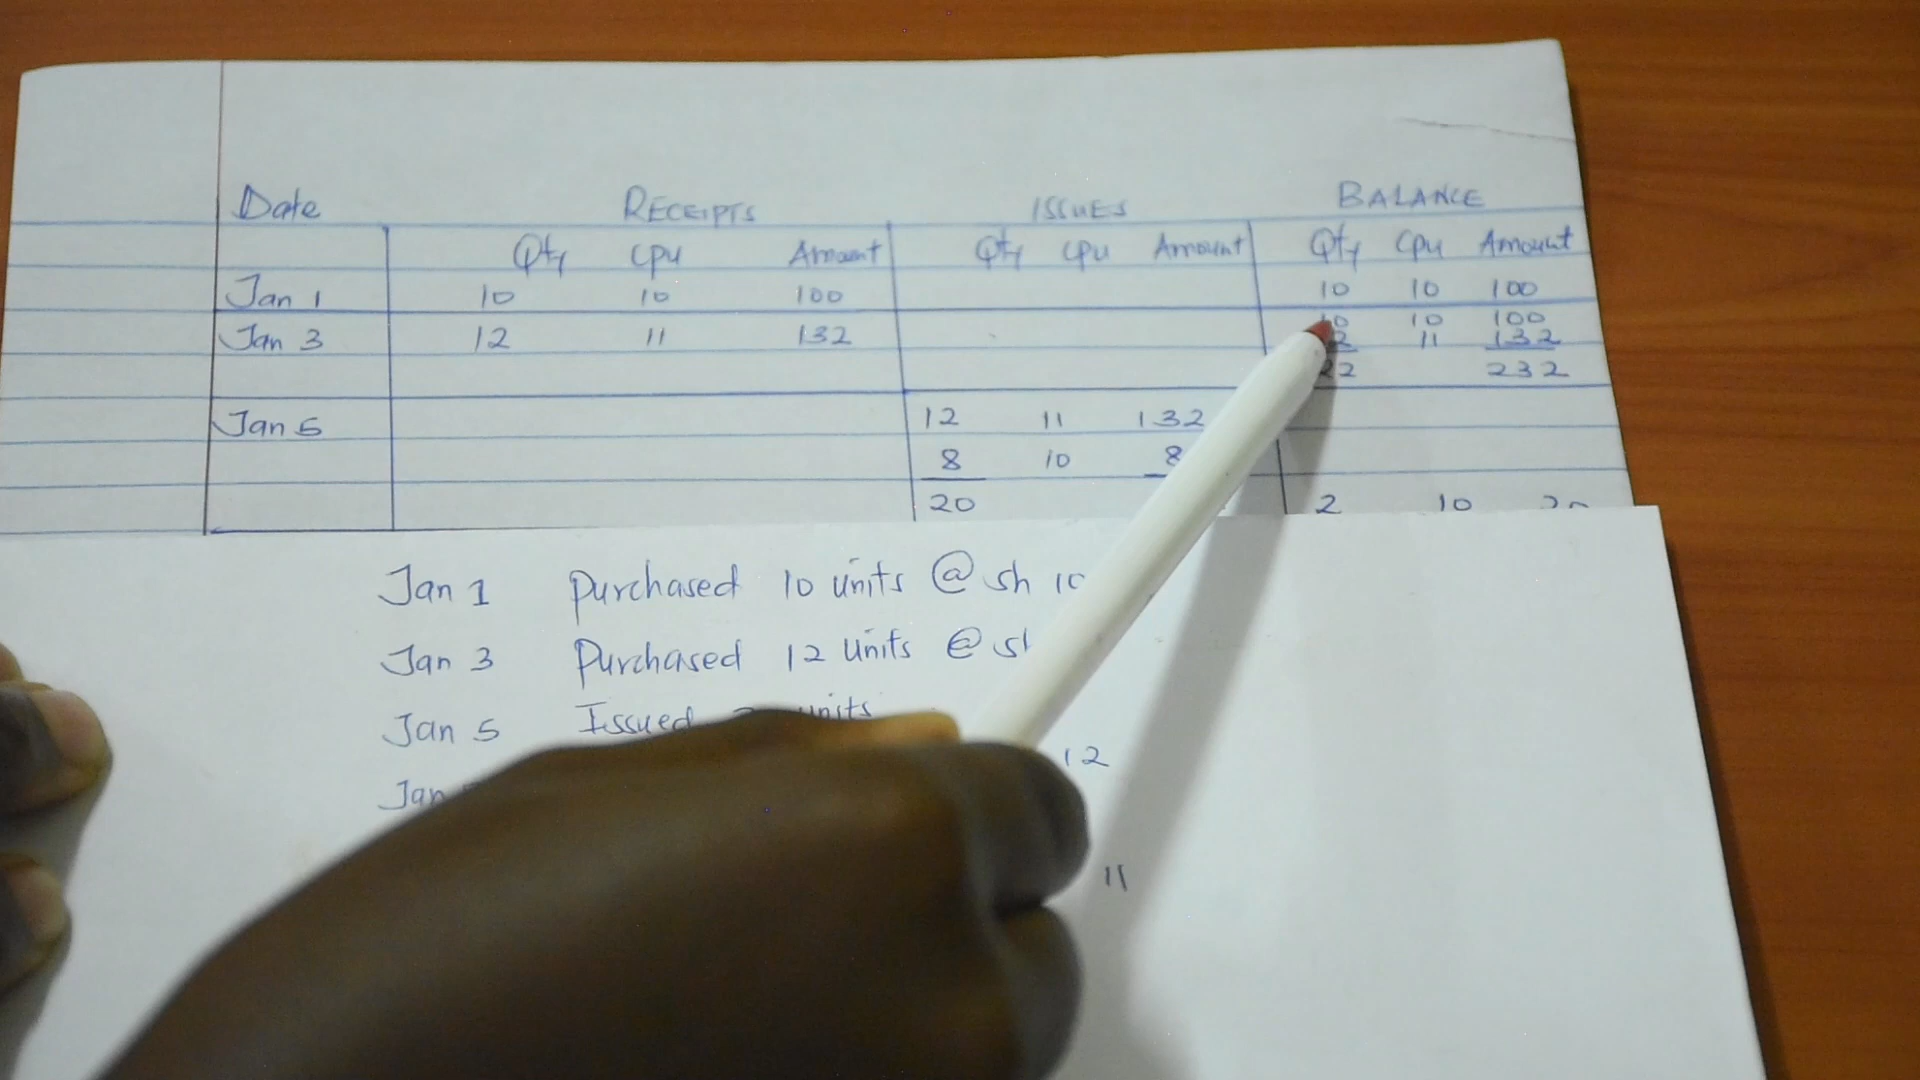 Date RECEIPTS ISSUES BALANCE
Qty cpu Amount Qty cpu Amount Qty cpu Amount
Jan 1 10 10 100 10 10 100
10 100
Jan 3 12 11 132 11 132
22 232
Jan 5 12 11 132
8 10
20 2 10
Jan 1 Purchased 10 units @ sh
Jan 3 Purchased 12 units @
Jan 5 Issued units
Jan 12
11